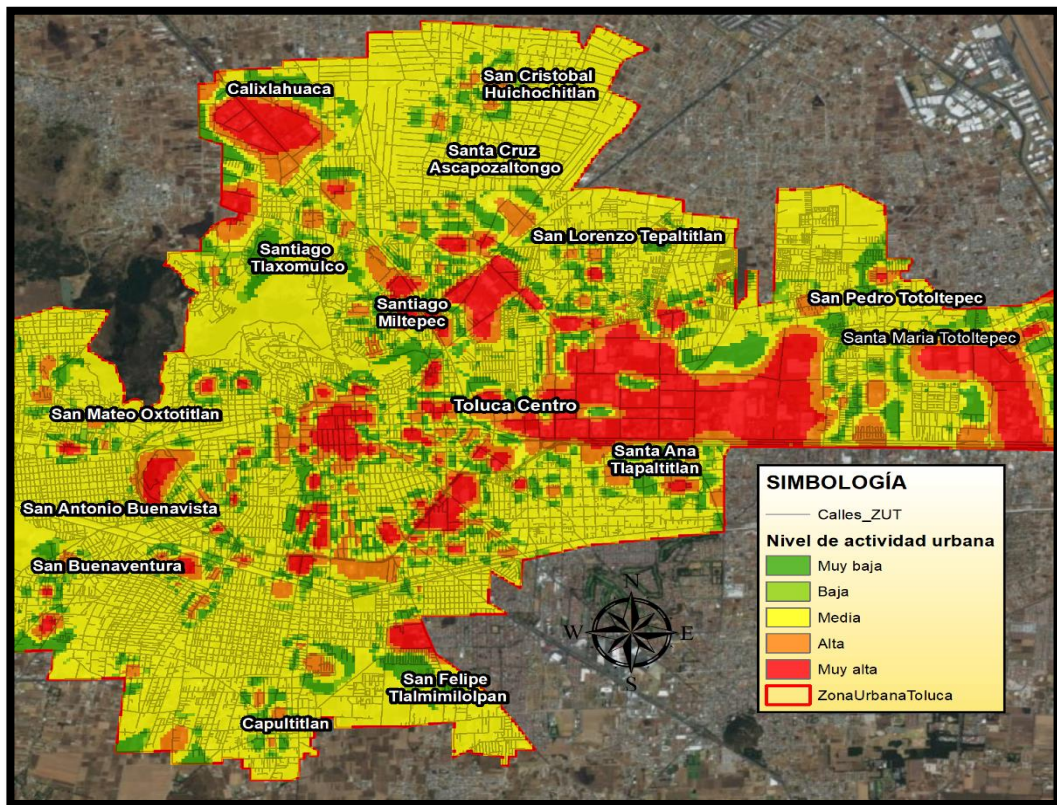 Calixlahuaca
San Cristobal
Huichochitlan
Santa Cruz
Ascapozaltongo
San Lorenzo Tepaltitlan
Santiago
Tlaxomulco
San Pedro Totoltepec
Santiago
Miltepec
Santa Maria Totoltepec
San Mateo Oxtotitlan
Toluca Centro
Santa Ana
Tlapaltitlan
San Antonio Buenavista
San Buenaventura
San Felipe
Tlalmimilolpan
Capultitlan
N
W
E
S
SIMBOLOGÍA
Calles_ZUT
Nivel de actividad urbana
Muy baja
Baja
Media
Alta
Muy alta
ZonaUrbanaToluca